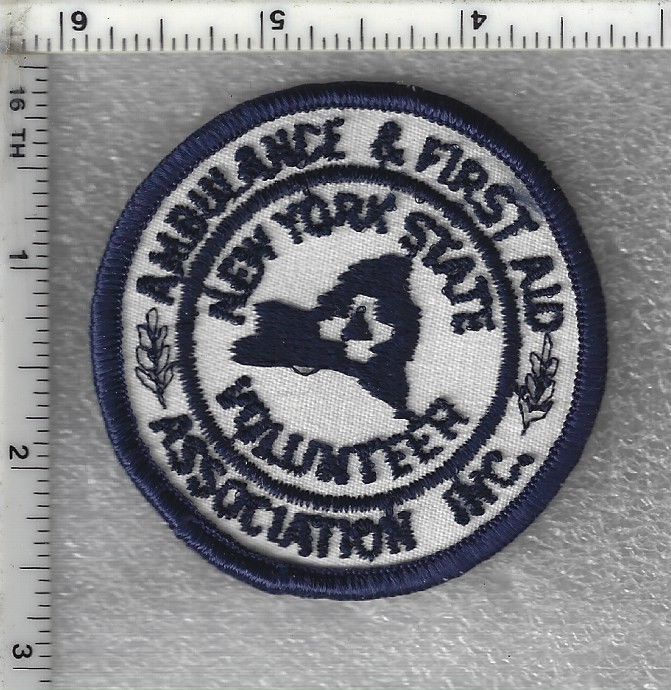 6 5 4
16 TH
1
2
3
AMBULANCE & FIRST AID
NEW YORK STATE
VOLUNTEER
ASSOCIATION INC.